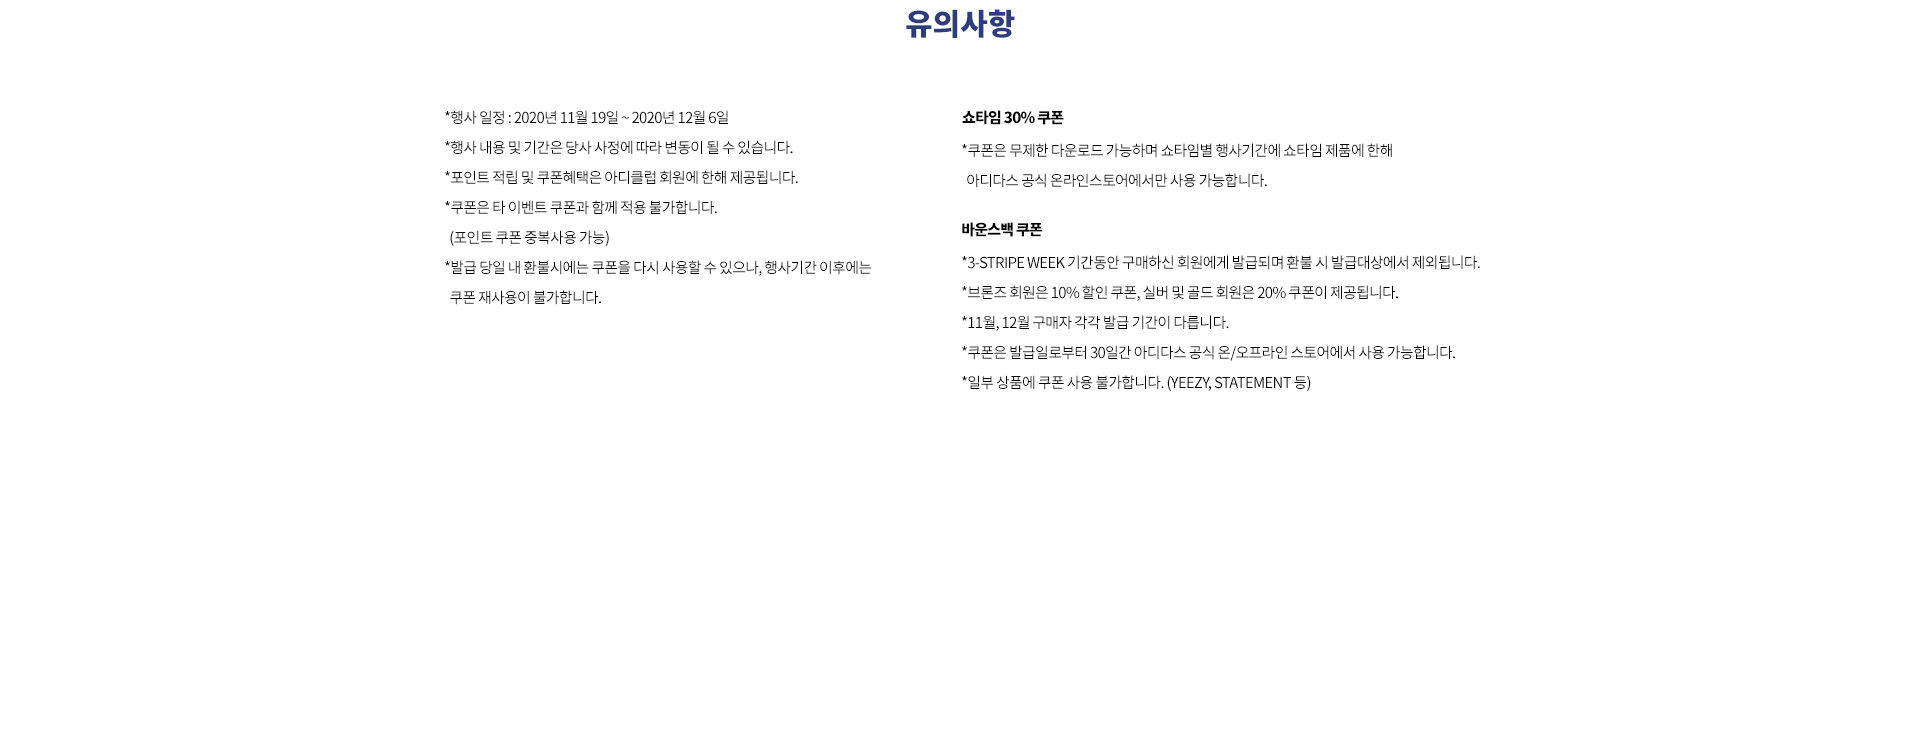 유의사항
*행사 일정 : 2020년 11월 19일 ~ 2020년 12월 6일
*행사 내용 및 기간은 당사 사정에 따라 변동이 될 수 있습니다.
*포인트 적립 및 쿠폰혜택은 아디클럽 회원에 한해 제공됩니다.
*쿠폰은 타 이벤트 쿠폰과 함께 적용 불가합니다.
(포인트 쿠폰 중복사용 가능)
*발급 당일 내 환불시에는 쿠폰을 다시 사용할 수 있으나, 행사기간 이후에는
쿠폰 재사용이 불가합니다.
쇼타임 30% 쿠폰
*쿠폰은 무제한 다운로드 가능하며 쇼타임별 행사기간에 쇼타임 제품에 한해
아디다스 공식 온라인스토어에서만 사용 가능합니다.
바운스백 쿠폰
*3-STRIPE WEEK 기간동안 구매하신 회원에게 발급되며 환불 시 발급대상에서 제외됩니다.
*브론즈 회원은 10% 할인 쿠폰, 실버 및 골드 회원은 20% 쿠폰이 제공됩니다.
*11월, 12월 구매자 각각 발급 기간이 다릅니다.
*쿠폰은 발급일로부터 30일간 아디다스 공식 온/오프라인 스토어에서 사용 가능합니다.
*일부 상품에 쿠폰 사용 불가합니다. (YEEZY, STATEMENT 등)